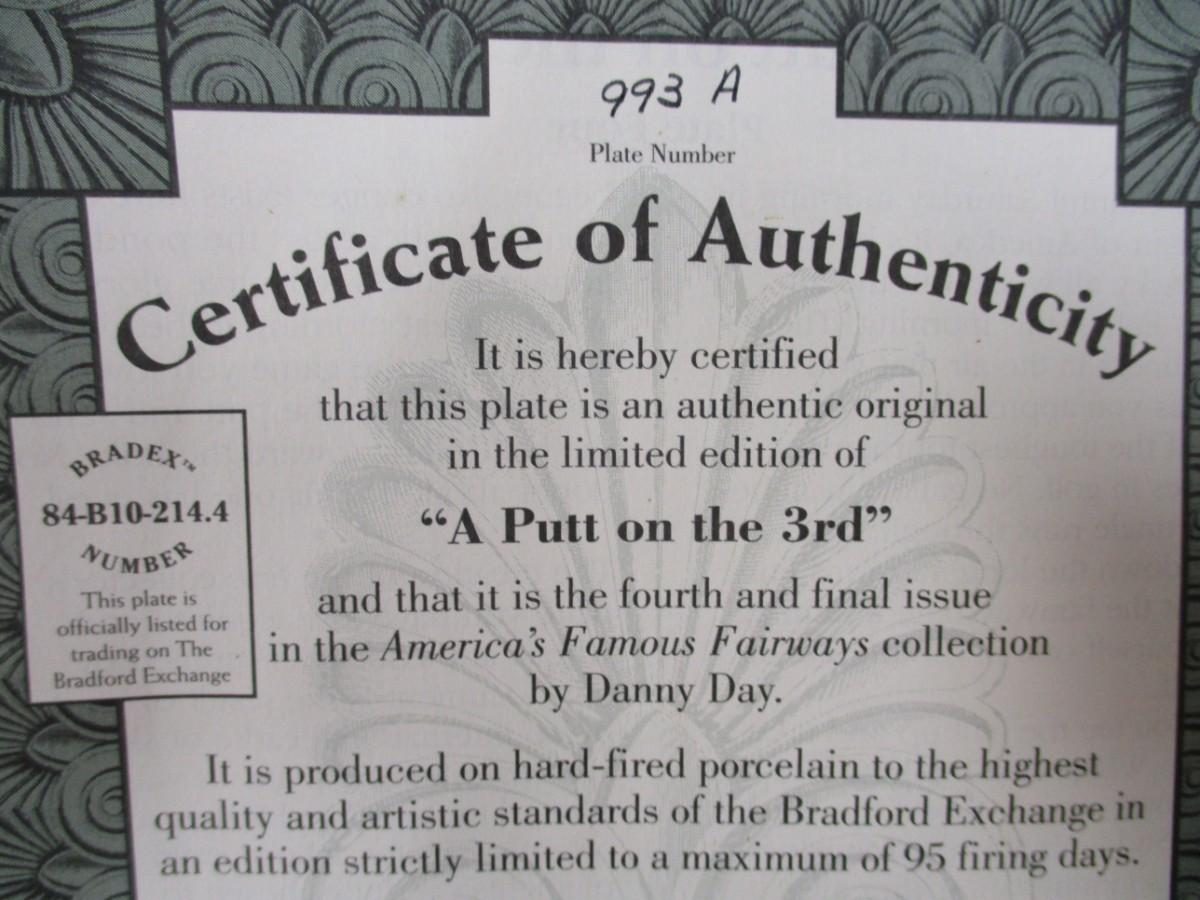 993 A
Plate Number
Certificate of Authenticity
It is hereby certified
that this plate is an authentic original
in the limited edition of
“A Putt on the 3rd”
and that it is the fourth and final issue
in the America’s Famous Fairways collection
by Danny Day.
BRADEX™
84-B10-214.4
NUMBER
This plate is
officially listed for
trading on The
Bradford Exchange
It is produced on hard-fired porcelain to the highest
quality and artistic standards of the Bradford Exchange in
an edition strictly limited to a maximum of 95 firing days.